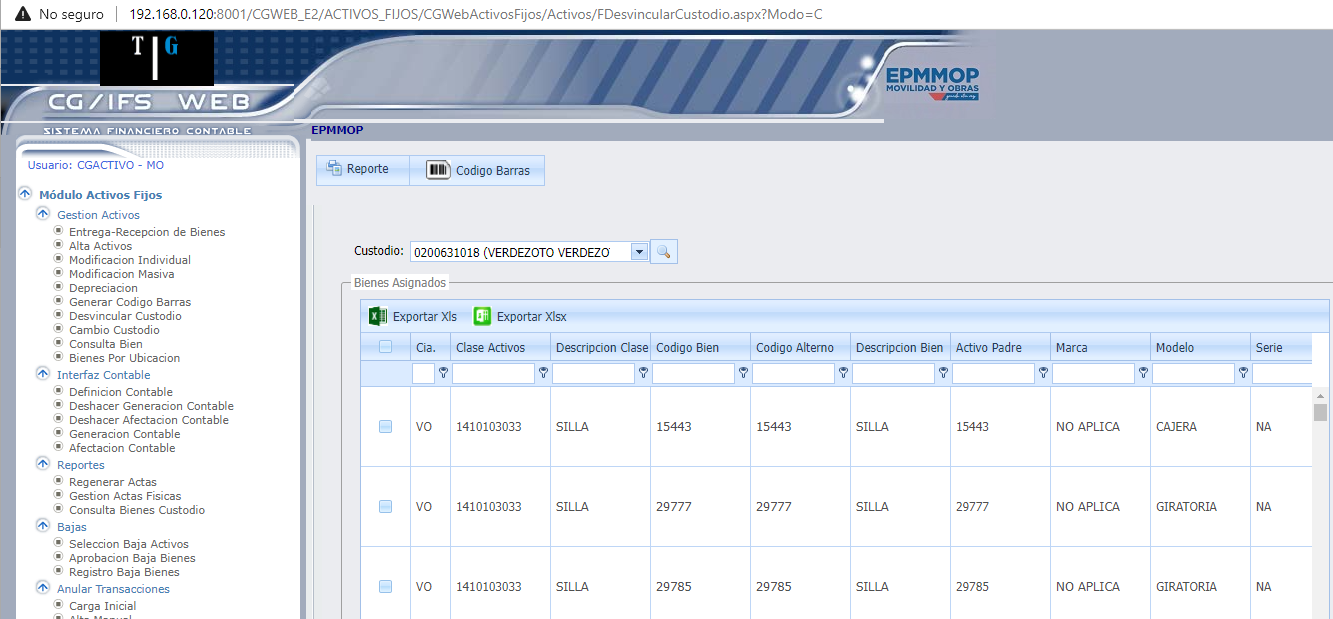 No seguro | 192.168.0.120:8001/CGWEB_E2/ACTIVOS_FIJOS/CGWebActivosFijos/Activos/FDesvincularCustodio.aspx?Modo=C
T|G
CG/IFS WEB
SISTEMA FINANCIERO CONTABLE
EPMMOP
MOVILIDAD Y OBRAS
EPMMOP
Usuario: CGACTIVO - MO
Módulo Activos Fijos
Gestion Activos
Entrega-Recepcion de Bienes
Alta Activos
Modificacion Individual
Modificacion Masiva
Depreciacion
Generar Codigo Barras
Desvincular Custodio
Cambio Custodio
Consulta Bien
Bienes Por Ubicacion
Interfaz Contable
Definicion Contable
Deshacer Generacion Contable
Deshacer Afectacion Contable
Generacion Contable
Afectacion Contable
Reportes
Regenerar Actas
Gestion Actas Fisicas
Consulta Bienes Custodio
Bajas
Seleccion Baja Activos
Aprobacion Baja Bienes
Registro Baja Bienes
Anular Transacciones
Carga Inicial
Alta Manual
Reporte Codigo Barras
Custodio: 0200631018 (VERDEZOTO VERDEZO
Bienes Asignados
Exportar Xls Exportar Xlsx
Cia. Clase Activos Descripcion Clase Codigo Bien Codigo Alterno Descripcion Bien Activo Padre Marca Modelo Serie
VO 1410103033 SILLA 15443 15443 SILLA 15443 NO APLICA CAJERA NA
VO 1410103033 SILLA 29777 29777 SILLA 29777 NO APLICA GIRATORIA NA
VO 1410103033 SILLA 29785 29785 SILLA 29785 NO APLICA GIRATORIA NA